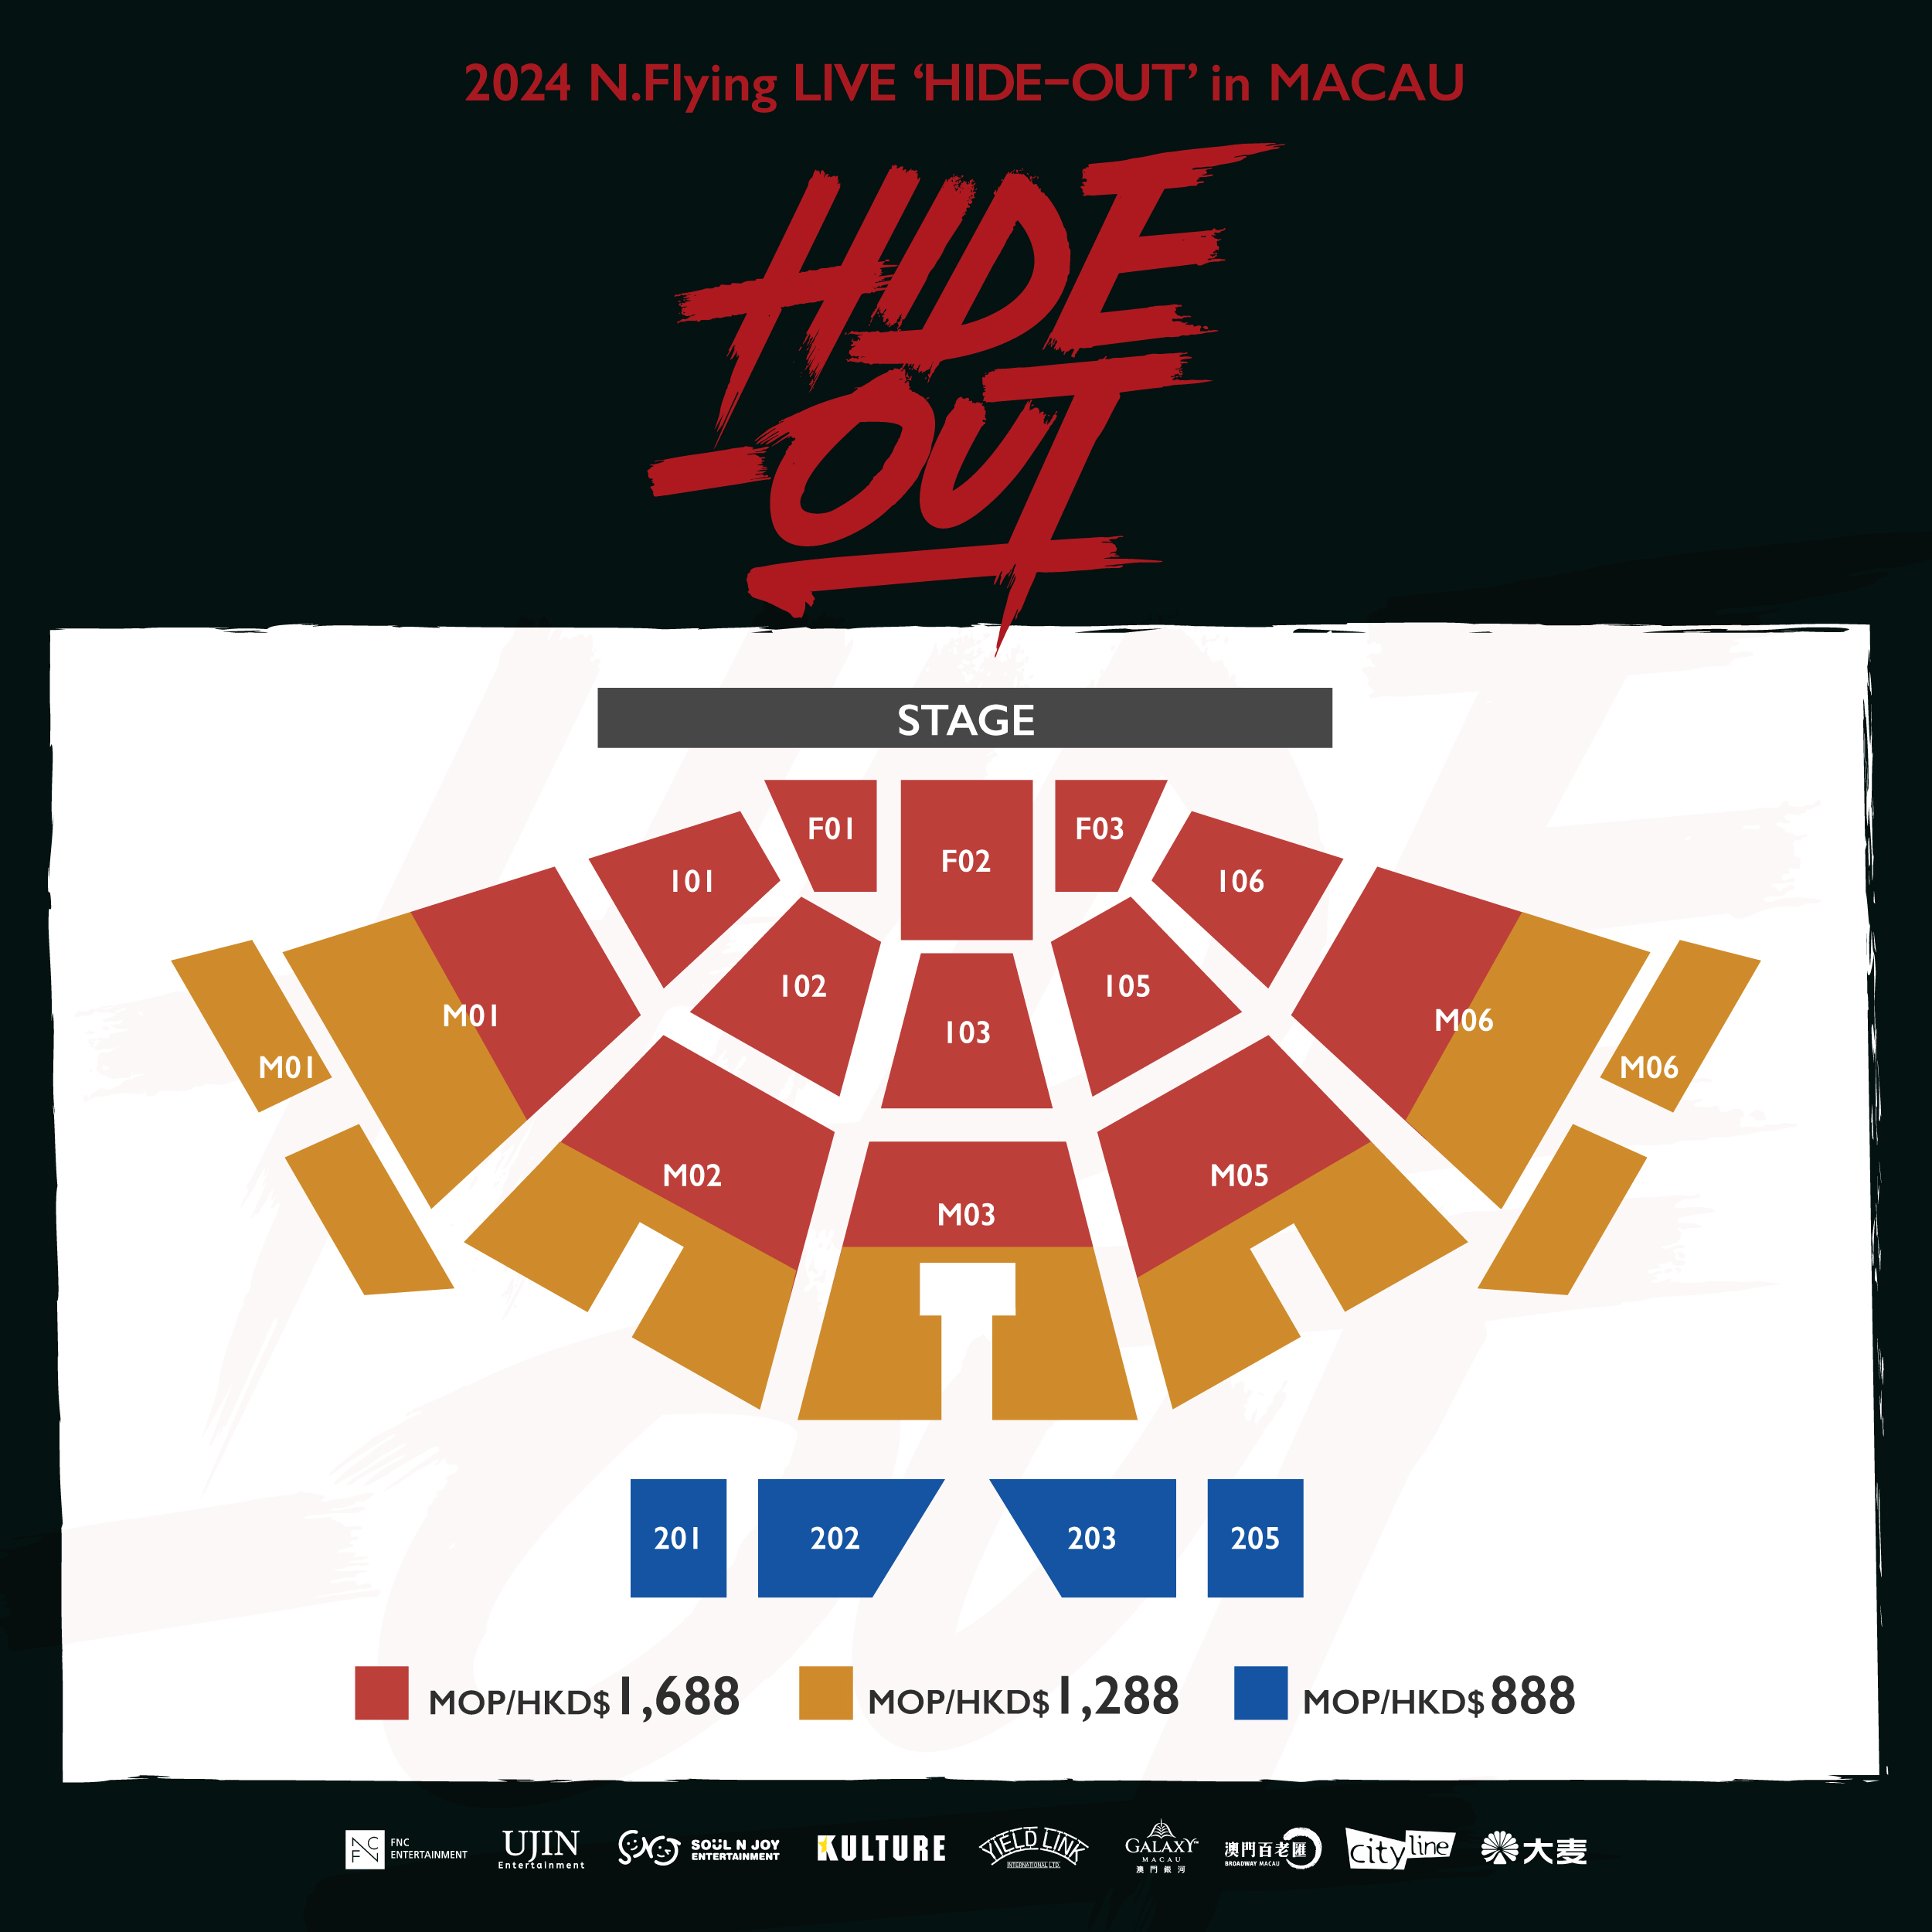 2024 N.Flying LIVE ‘HIDE-OUT’ in MACAU
HIDE
-OUT
STAGE
F01
F02
F03
101
106
102
105
103
M01
M06
M01
M06
M02
M05
M03
201
202
203
205
MOP/HKD$1,688
MOP/HKD$1,288
MOP/HKD$888
FNC
ENTERTAINMENT
UJIN
Entertainment
SOUL N JOY
ENTERTAINMENT
KULTURE
YIELD LINK
INTERNATIONAL LTD.
GALAXY
MACAU
澳門銀河
澳門百老匯
BROADWAY MACAU
cityline
大麦